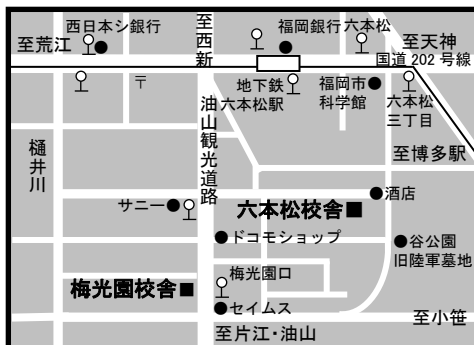 西日本シ銀行
至西新
福岡銀行
六本松
至天神
至荒江
国道 202 号線
〒
地下鉄
六本松駅
福岡市
科学館
六本松
三丁目
樋井川
油山観光道路
至博多駅
サニー
六本松校舎
酒店
ドコモショップ
谷公園
旧陸軍墓地
梅光園口
梅光園校舎
セイムス
至小笹
至片江・油山